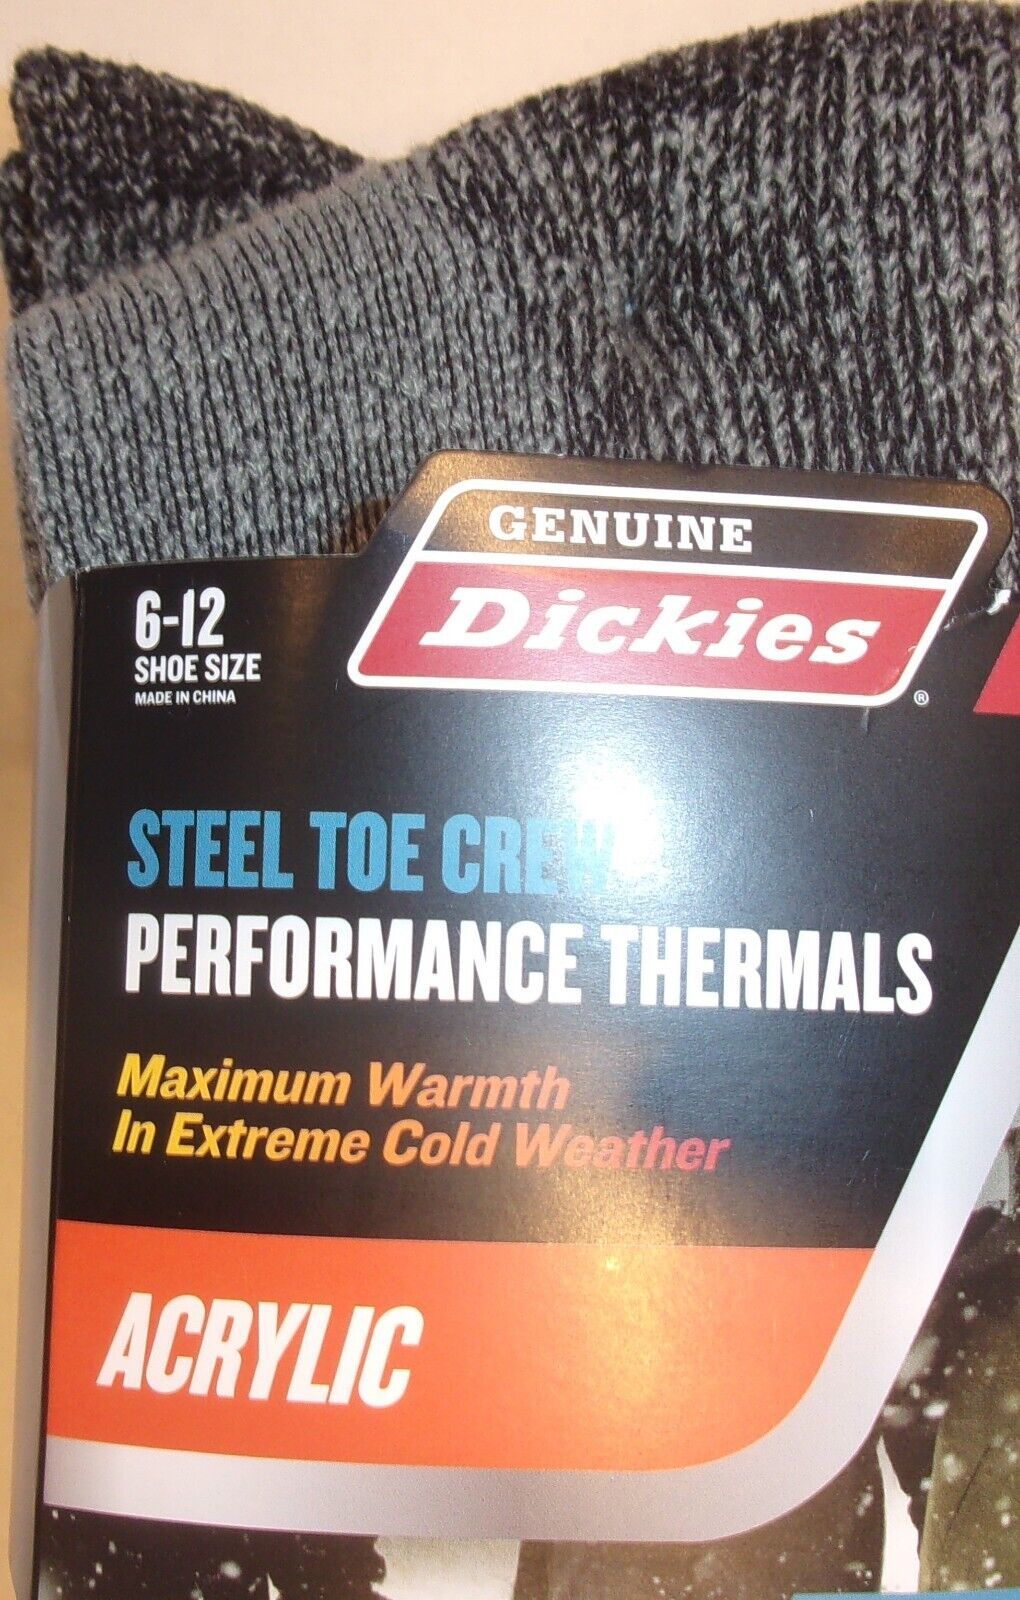 GENUINE
Dickies
®
6-12
SHOE SIZE
MADE IN CHINA
STEEL TOE CREW
PERFORMANCE THERMALS
Maximum Warmth
In Extreme Cold Weather
ACRYLIC